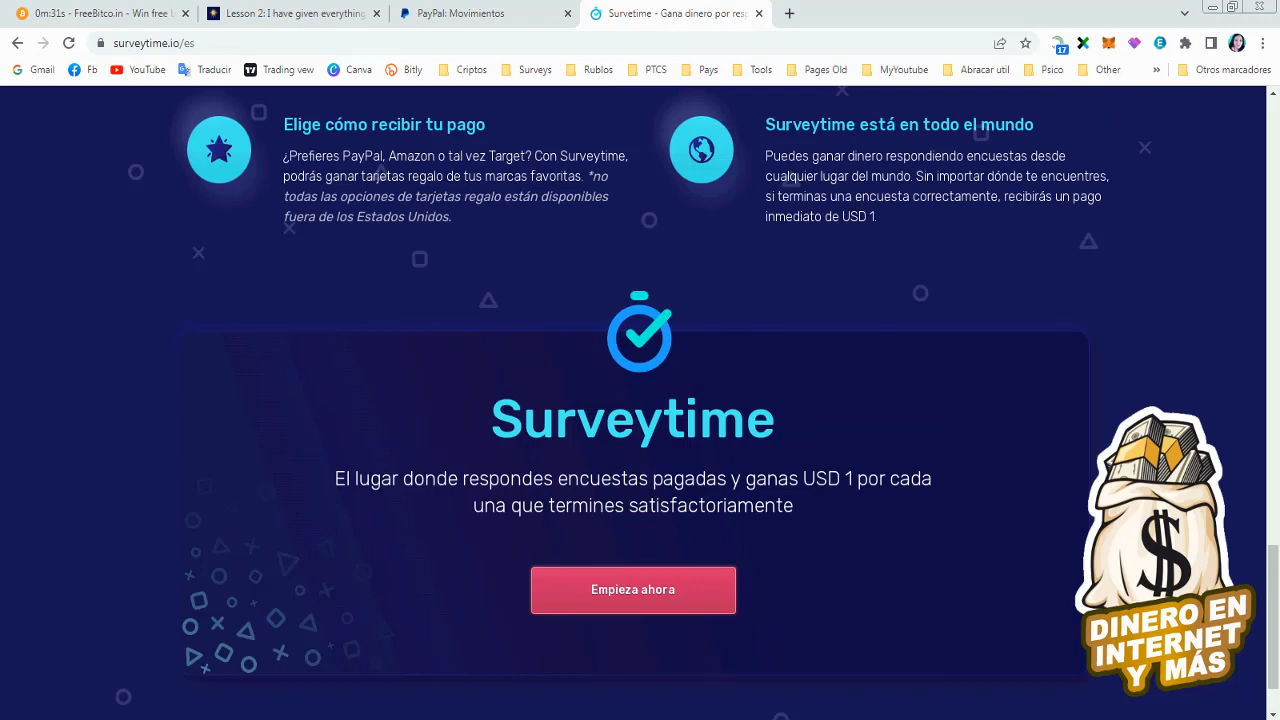 0m:31s - FreeBitco.in - Win free b
Lesson 2: I have given everything
PayPal: Movimientos
Survetime - Gana dinero por resp
surveytime.io/es
17
Gmail
Fb
YouTube
Traducir
Trading vew
Canva
Bitly
Criptos
Surveys
Rublos
PTCS
Pays
Tools
Pages Old
MyYoutube
Abracar util
Psico
Other
»
Otros marcadores
Elige cómo recibir tu pago
¿Prefieres PayPal, Amazon o tal vez Target? Con Surveytime,
podrás ganar tarjetas regalo de tus marcas favoritas. *no
todas las opciones de tarjetas regalo están disponibles
fuera de los Estados Unidos.
Surveytime está en todo el mundo
Puedes ganar dinero respondiendo encuestas desde
cualquier lugar del mundo. Sin importar dónde te encuentres,
si terminas una encuesta correctamente, recibirás un pago
inmediato de USD 1.
Surveytime
El lugar donde respondes encuestas pagadas y ganas USD 1 por cada
una que termines satisfactoriamente
Empieza ahora
$
DINERO EN
INTERNET
Y MÁS